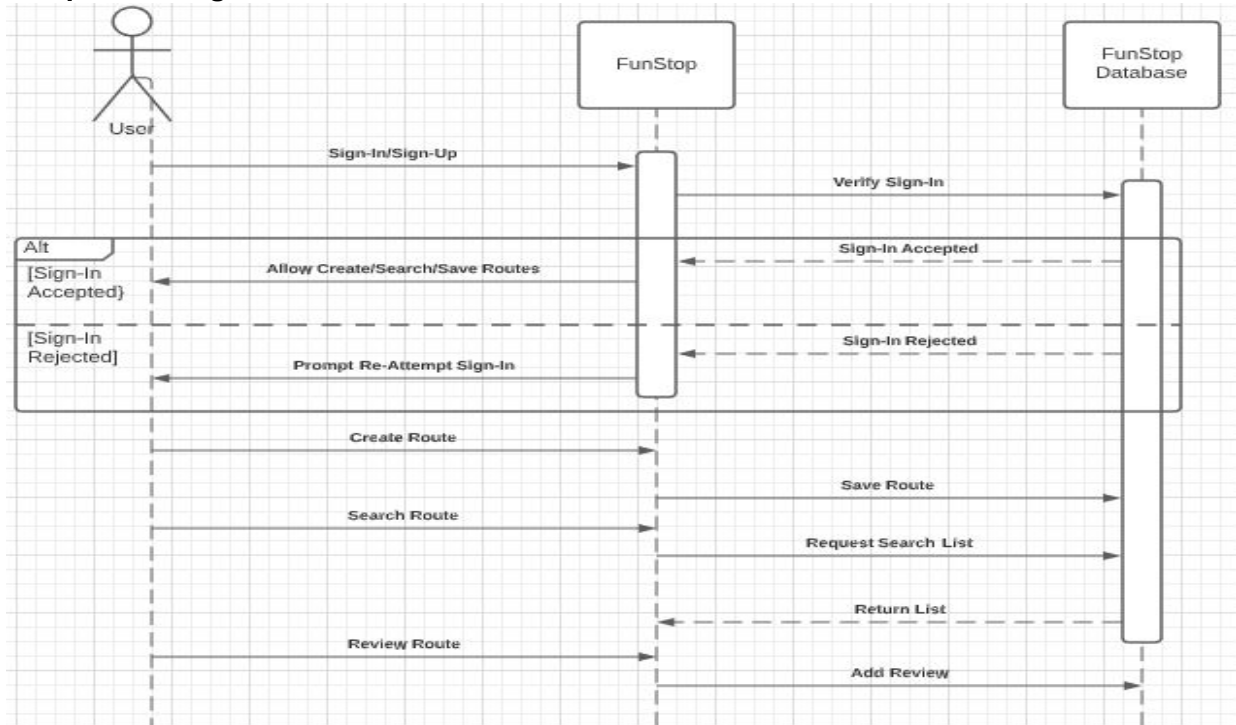 FunStop
FunStop
Database
User
Sign-In/Sign-Up
Verify Sign-In
Alt
Sign-In Accepted
[Sign-In
Accepted}
Allow Create/Search/Save Routes
[Sign-In
Rejected]
Sign-In Rejected
Prompt Re-Attempt Sign-In
Create Route
Save Route
Search Route
Request Search List
Return List
Review Route
Add Review